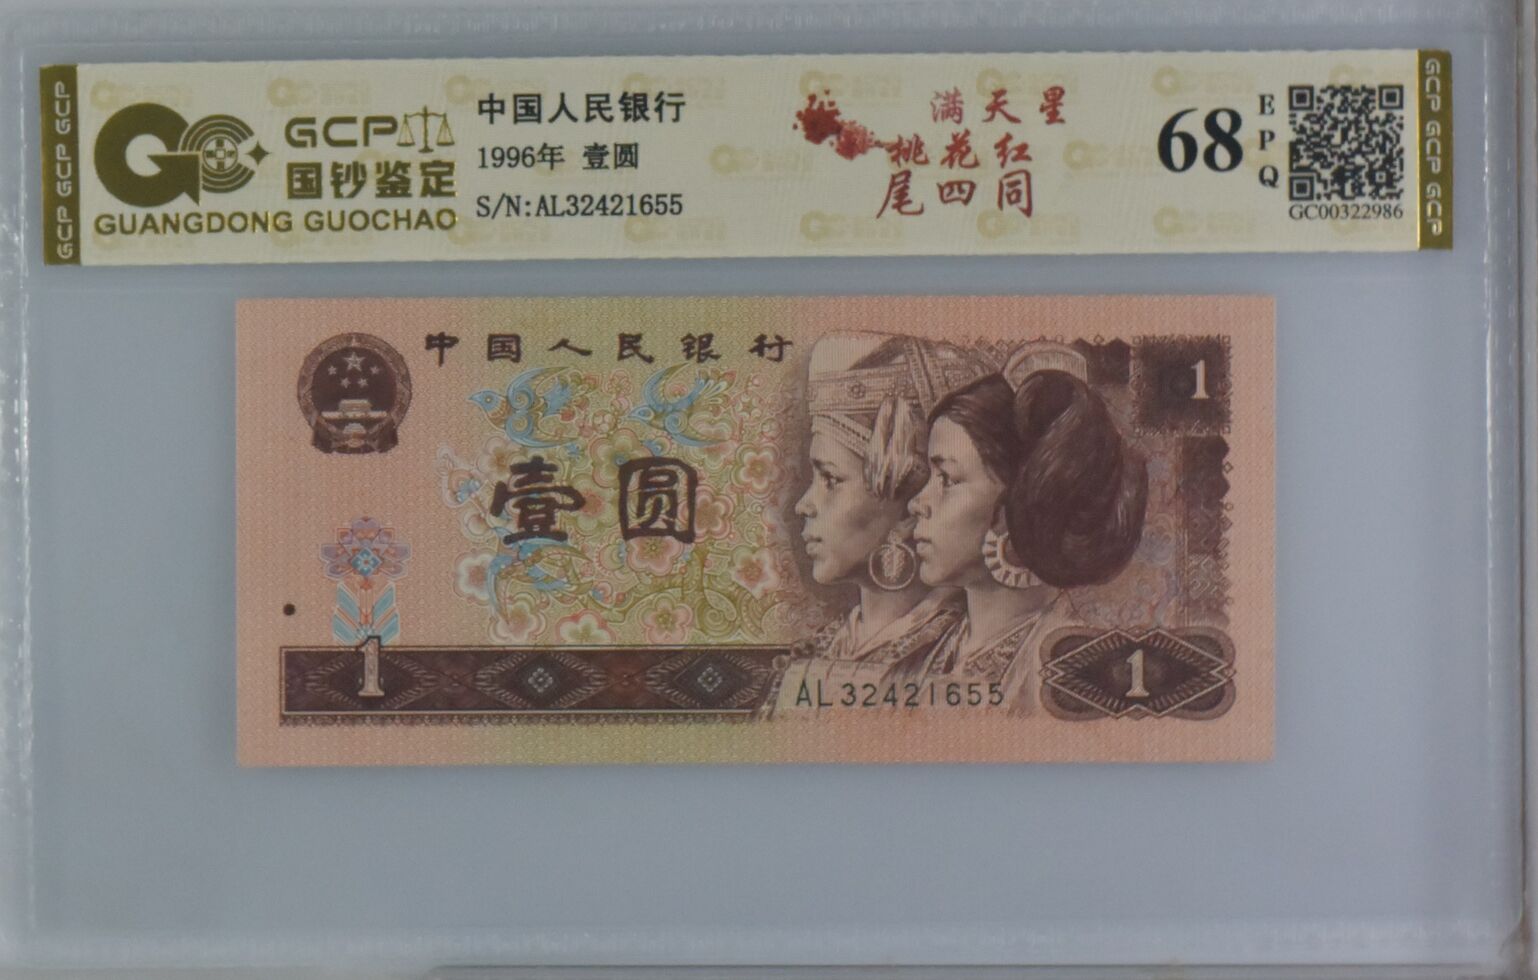 GCP GCP GCP
GCP
国钞鉴定
GUANGDONG GUOCHAO
中国人民银行
1996年 壹圆
S/N:AL32421655
满天星
桃花红
尾四同
68
EPQ
GC00322986
GCP GCP GCP
中国人民银行
1
壹圆
1
AL32421655
1